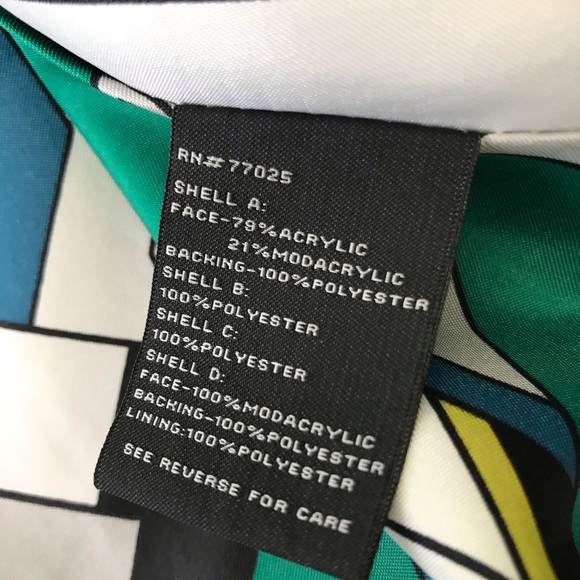 RN# 77025
SHELL A:
FACE-79%ACRYLIC
21%MODACRYLIC
BACKING-100%POLYESTER
SHELL B:
100%POLYESTER
SHELL C:
100%POLYESTER
SHELL D:
FACE-100%MODACRYLIC
BACKING-100%POLYESTER
LINING:100%POLYESTER
SEE REVERSE FOR CARE